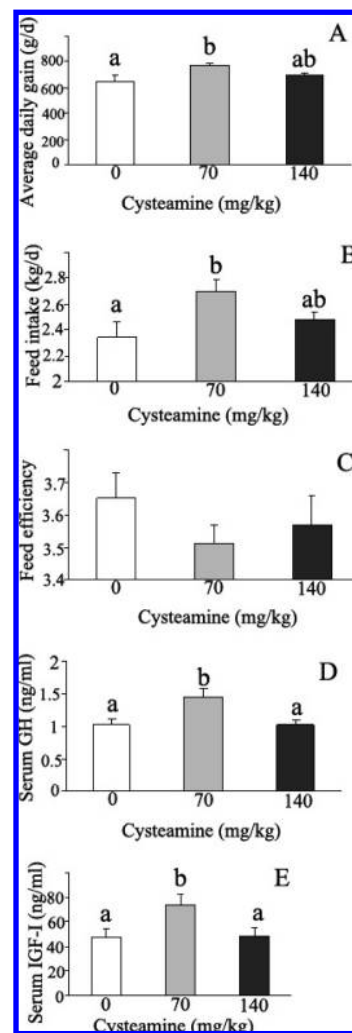 A
Average daily gain (g/d)
800
600
400
200
0
a b ab
0 70 140
Cysteamine (mg/kg)
B
Feed intake (kg/d)
2.8
2.6
2.4
2.2
2
a b ab
0 70 140
Cysteamine (mg/kg)
C
Feed efficiency
3.7
3.6
3.5
3.4
0 70 140
Cysteamine (mg/kg)
D
Serum GH (ng/ml)
2
1.5
1
0.5
0
a b a
0 70 140
Cysteamine (mg/kg)
E
Serum IGF-I (ng/ml)
80
60
40
20
0
a b a
0 70 140
Cysteamine (mg/kg)